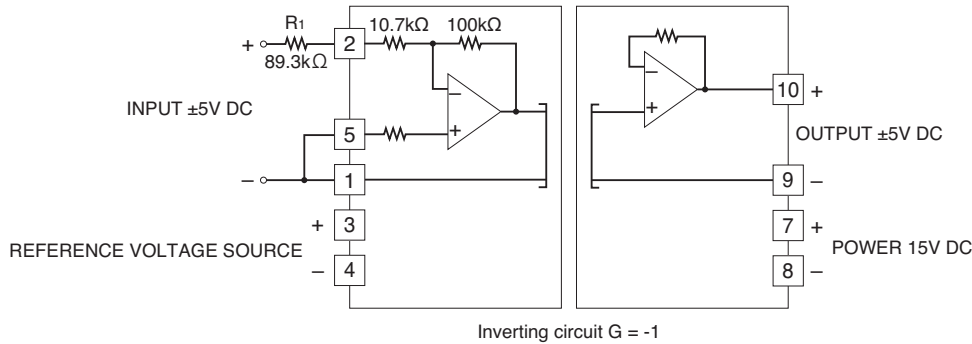 R1
10.7kΩ
100kΩ
+
2
89.3kΩ
−
+
−
+
10
+
INPUT ±5V DC
5
OUTPUT ±5V DC
−
1
9
−
+
3
7
+
REFERENCE VOLTAGE SOURCE
POWER 15V DC
−
4
8
−
Inverting circuit G = -1